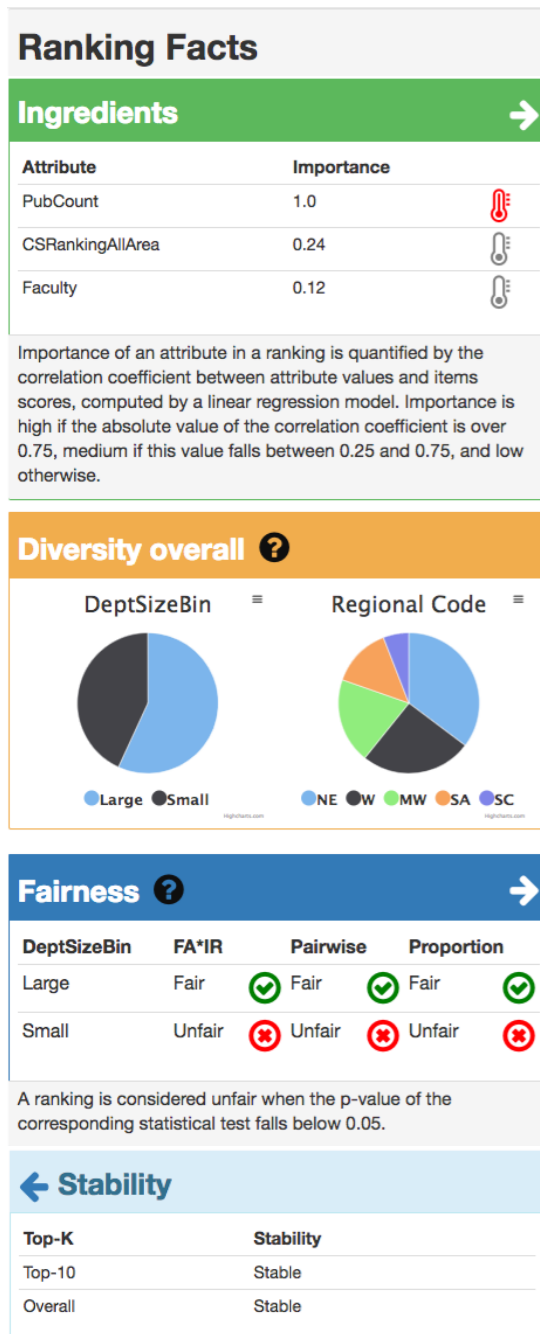 Ranking Facts
Ingredients
Attribute Importance
PubCount 1.0
CSRankingAllArea 0.24
Faculty 0.12
Importance of an attribute in a ranking is quantified by the
correlation coefficient between attribute values and items
scores, computed by a linear regression model. Importance is
high if the absolute value of the correlation coefficient is over
0.75, medium if this value falls between 0.25 and 0.75, and low
otherwise.
Diversity overall ?
DeptSizeBin Regional Code
Large Small NE W MW SA SC
Highcharts.com Highcharts.com
Fairness ?
DeptSizeBin FA*IR Pairwise Proportion
Large Fair Fair Fair
Small Unfair Unfair Unfair
A ranking is considered unfair when the p-value of the
corresponding statistical test falls below 0.05.
Stability
Top-K Stability
Top-10 Stable
Overall Stable